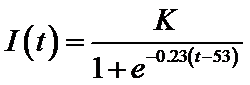 I(t) = K / (1 + e^{-0.23(t-53)})